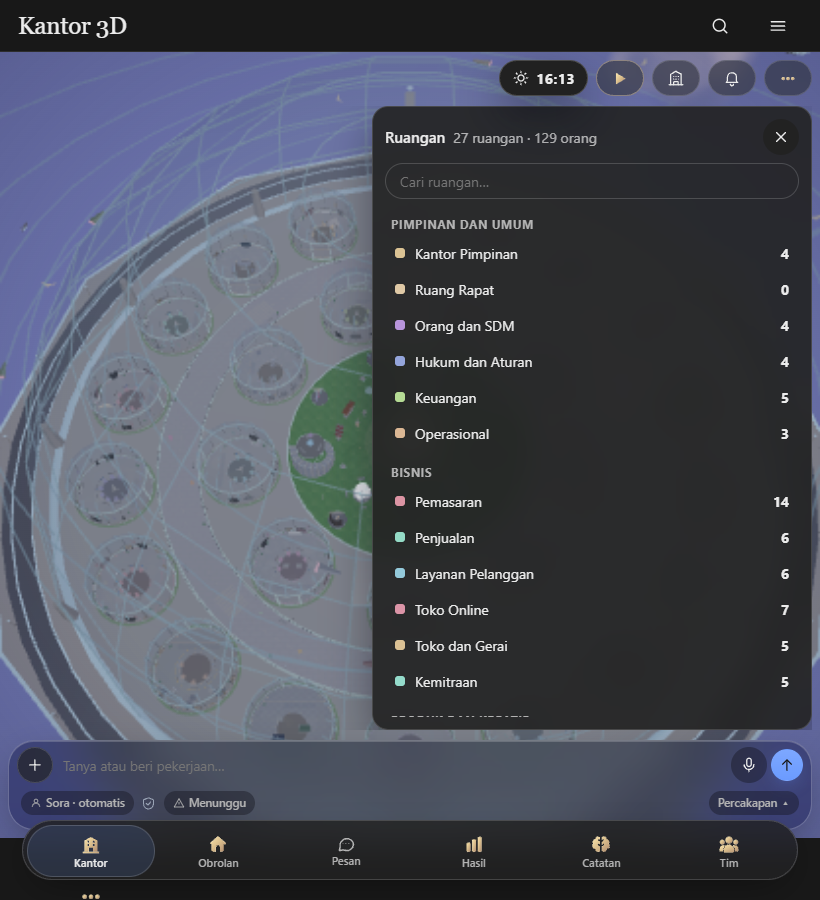 Kantor 3D
16:13
Ruangan 27 ruangan · 129 orang
Cari ruangan...
PIMPINAN DAN UMUM
Kantor Pimpinan 4
Ruang Rapat 0
Orang dan SDM 4
Hukum dan Aturan 4
Keuangan 5
Operasional 3
BISNIS
Pemasaran 14
Penjualan 6
Layanan Pelanggan 6
Toko Online 7
Toko dan Gerai 5
Kemitraan 5
Tanya atau beri pekerjaan...
Sora · otomatis
Menunggu
Percakapan
Kantor
Obrolan
Pesan
Hasil
Catatan
Tim